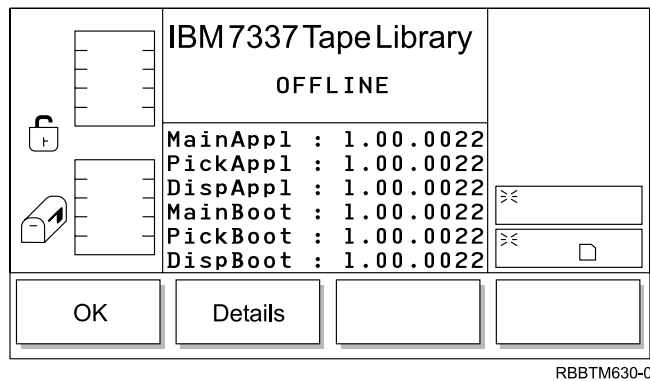 IBM 7337 Tape Library
OFFLINE
MainAppl : 1.00.0022
PickAppl : 1.00.0022
DispAppl : 1.00.0022
MainBoot : 1.00.0022
PickBoot : 1.00.0022
DispBoot : 1.00.0022
OK
Details
RBBTM630-0